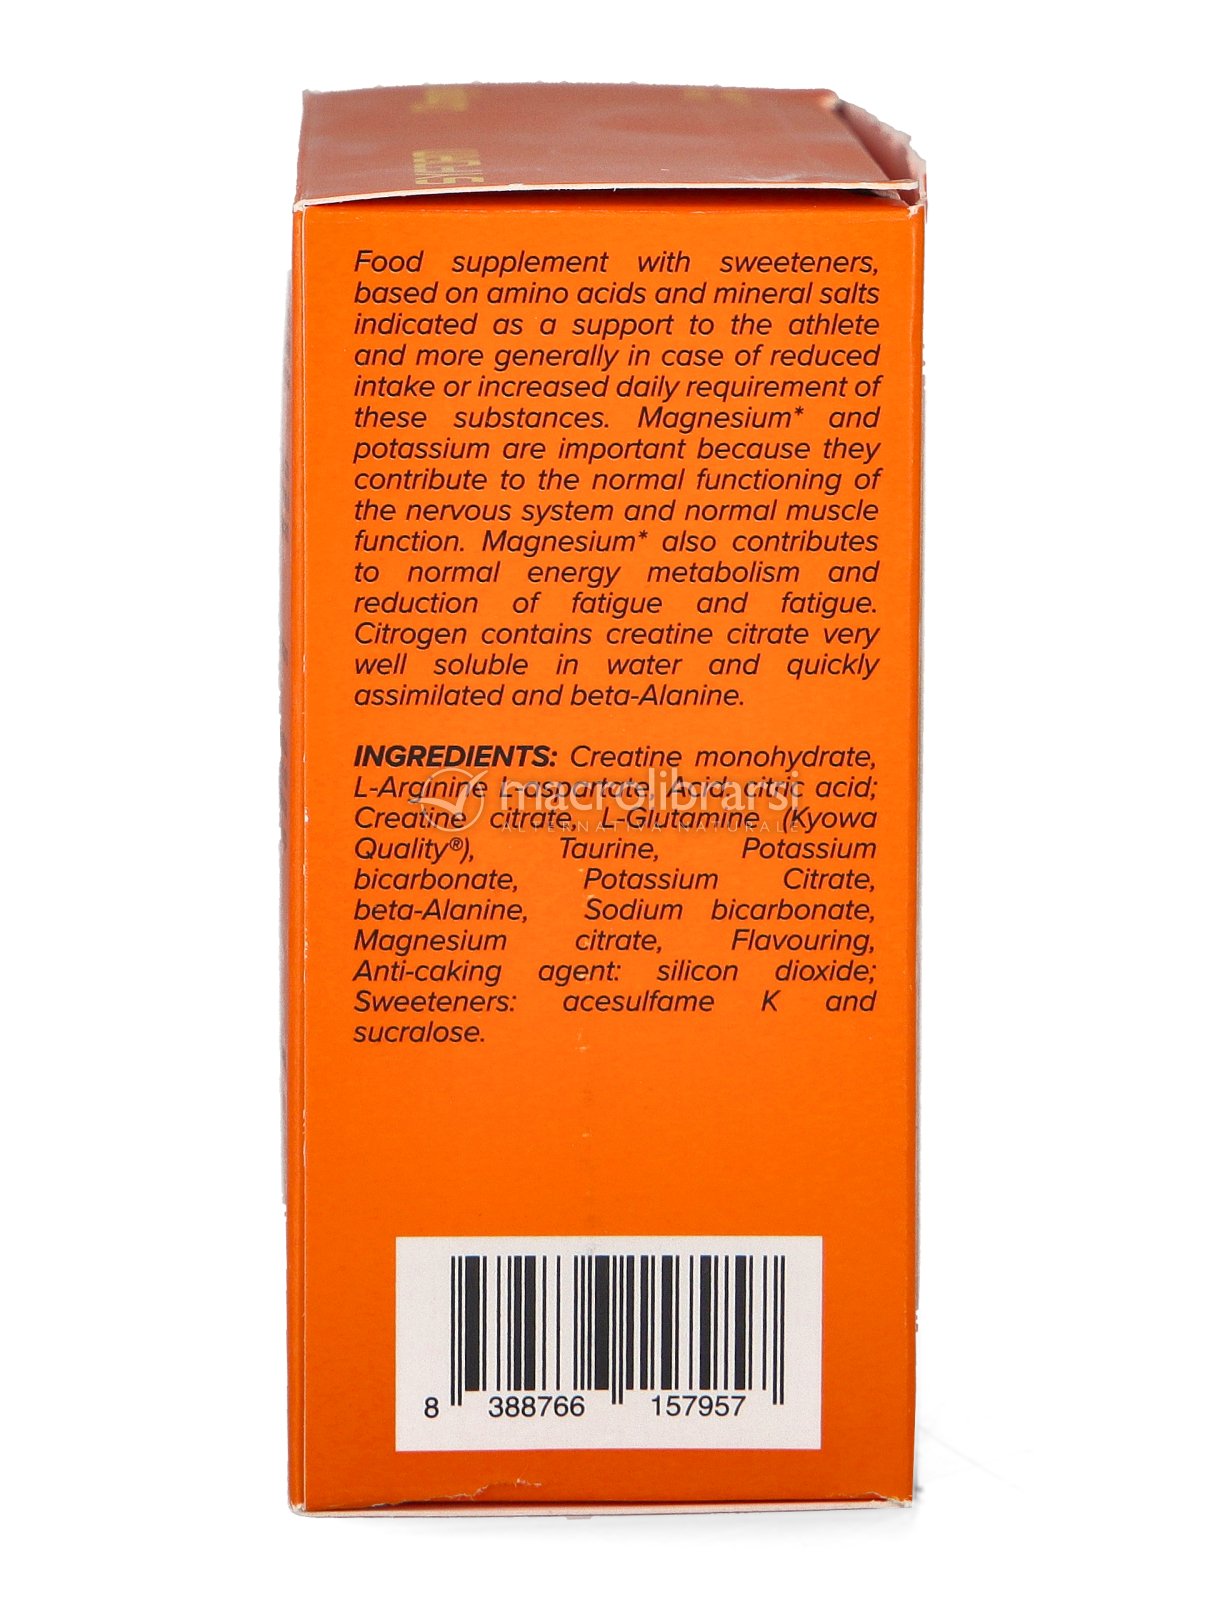 Food supplement with sweeteners,
based on amino acids and mineral salts
indicated as a support to the athlete
and more generally in case of reduced
intake or increased daily requirement of
these substances. Magnesium* and
potassium are important because they
contribute to the normal functioning of
the nervous system and normal muscle
function. Magnesium* also contributes
to normal energy metabolism and
reduction of fatigue and fatigue.
Citrogen contains creatine citrate very
well soluble in water and quickly
assimilated and beta-Alanine.
INGREDIENTS: Creatine monohydrate,
L-Arginine L-aspartate, Acid: citric acid;
Creatine citrate, L-Glutamine (Kyowa
Quality®), Taurine, Potassium
bicarbonate, Potassium Citrate,
beta-Alanine, Sodium bicarbonate,
Magnesium citrate, Flavouring,
Anti-caking agent: silicon dioxide;
Sweeteners: acesulfame K and
sucralose.
macrolibrarsi
ALTERNATIVA NATURALE
8 388766 157957